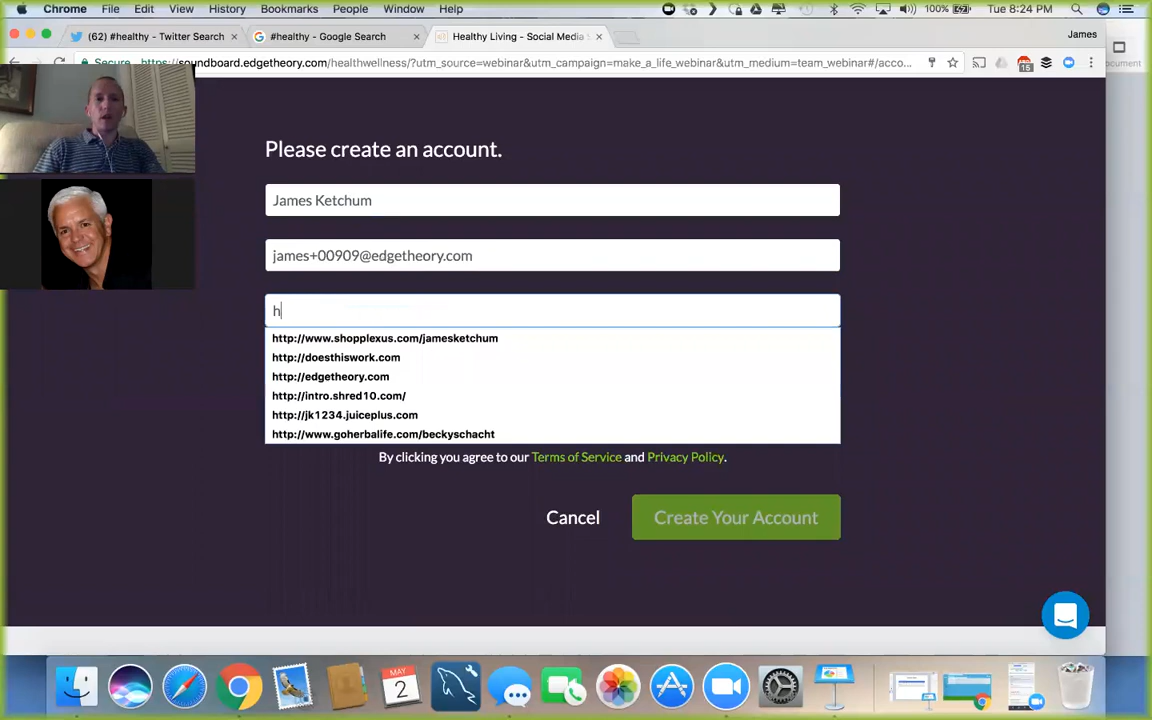 Chrome File Edit View History Bookmarks People Window Help 100% Tue 8:24 PM
(62) #healthy - Twitter Search
#healthy - Google Search
Healthy Living - Social Media
James
Secure https://soundboard.edgetheory.com/healthwellness/?utm_source=webinar&utm_campaign=make_a_life_webinar&utm_medium=team_webinar#/acco...
15
ocument
Please create an account.
James Ketchum
james+00909@edgetheory.com
h
http://www.shopplexus.com/jamesketchum
http://doesthiswork.com
http://edgetheory.com
http://intro.shred10.com/
http://jk1234.juiceplus.com
http://www.goherbalife.com/beckyschacht
By clicking you agree to our Terms of Service and Privacy Policy.
Cancel Create Your Account
MAY
2